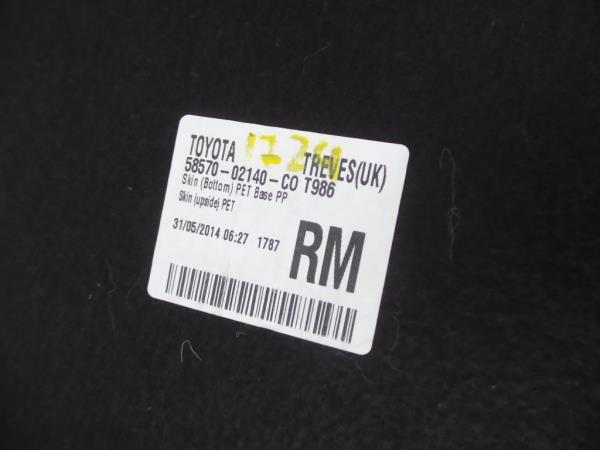 TOYOTA TREVES(UK)
58570-02140-C0 T986
Skin (Bottom) PET Base PP
Skin (upside) PET
31/05/2014 06:27 1787
RM